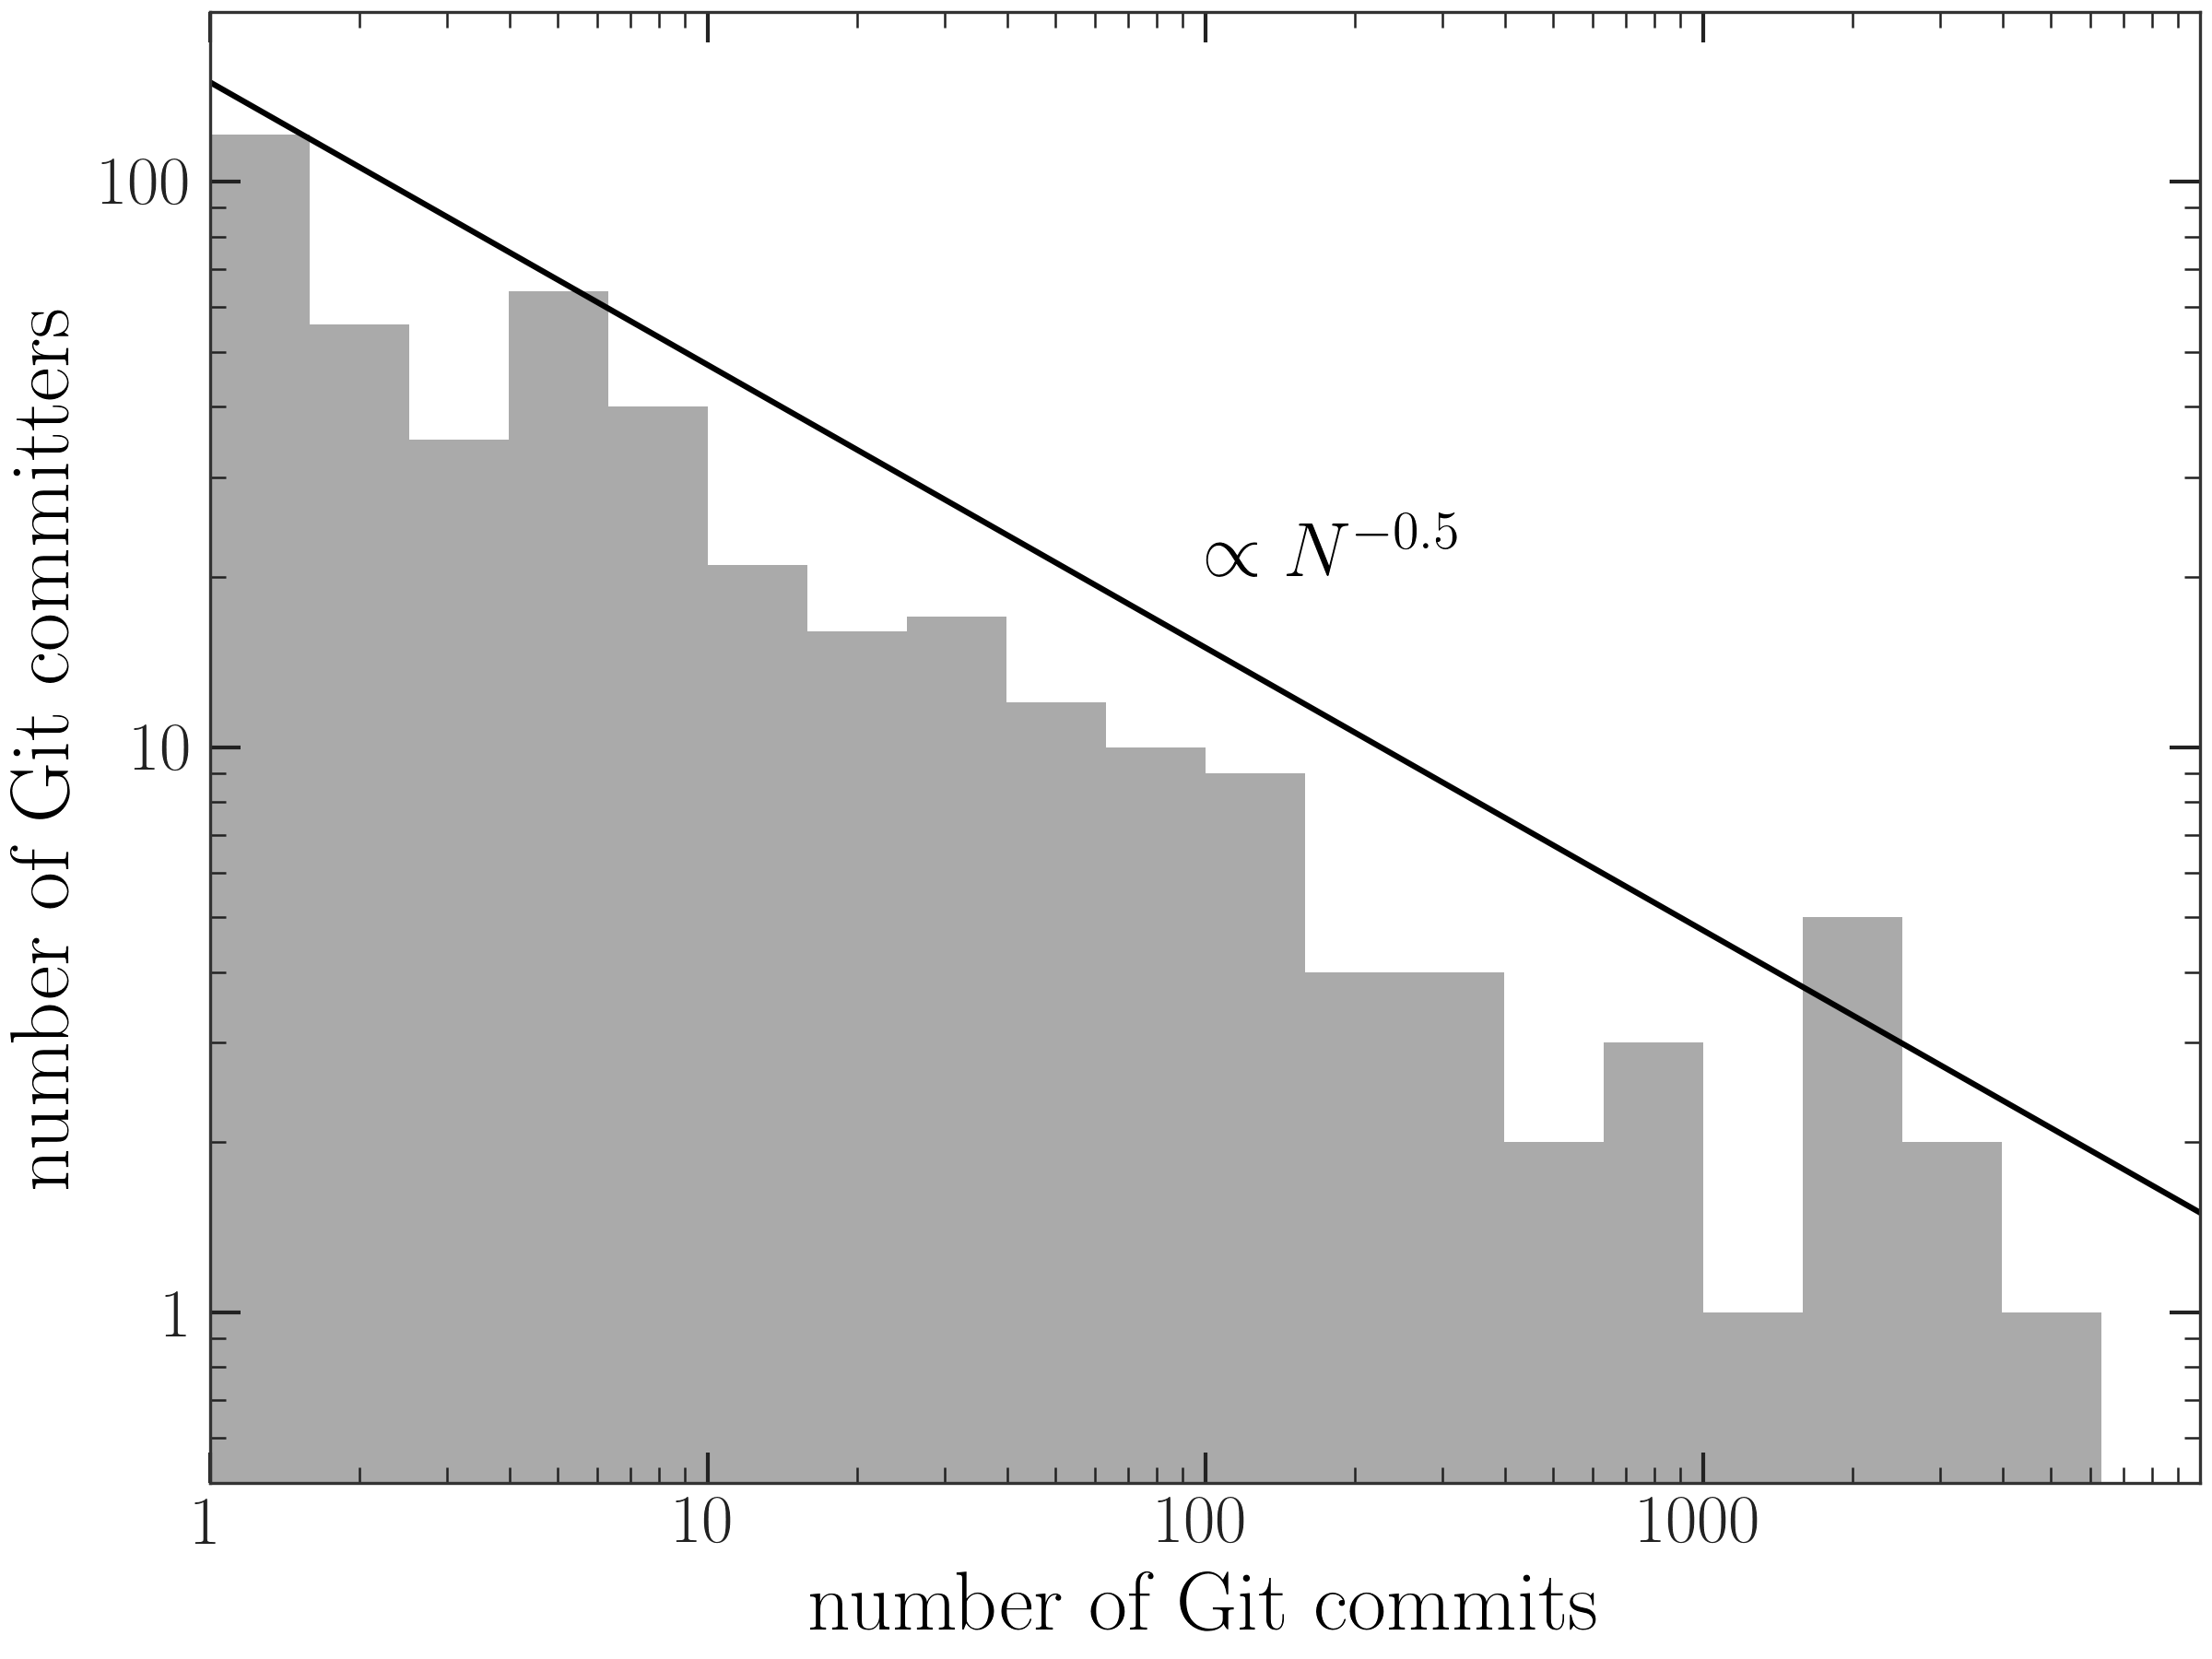 number of Git committers
100
10
1
∝ N^−0.5
1 10 100 1000
number of Git commits